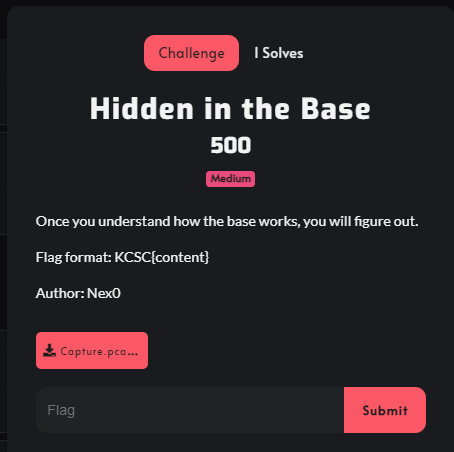 Challenge 1 Solves
Hidden in the Base
500
Medium
Once you understand how the base works, you will figure out.
Flag format: KCSC{content}
Author: Nex0
Capture.pca...
Flag Submit